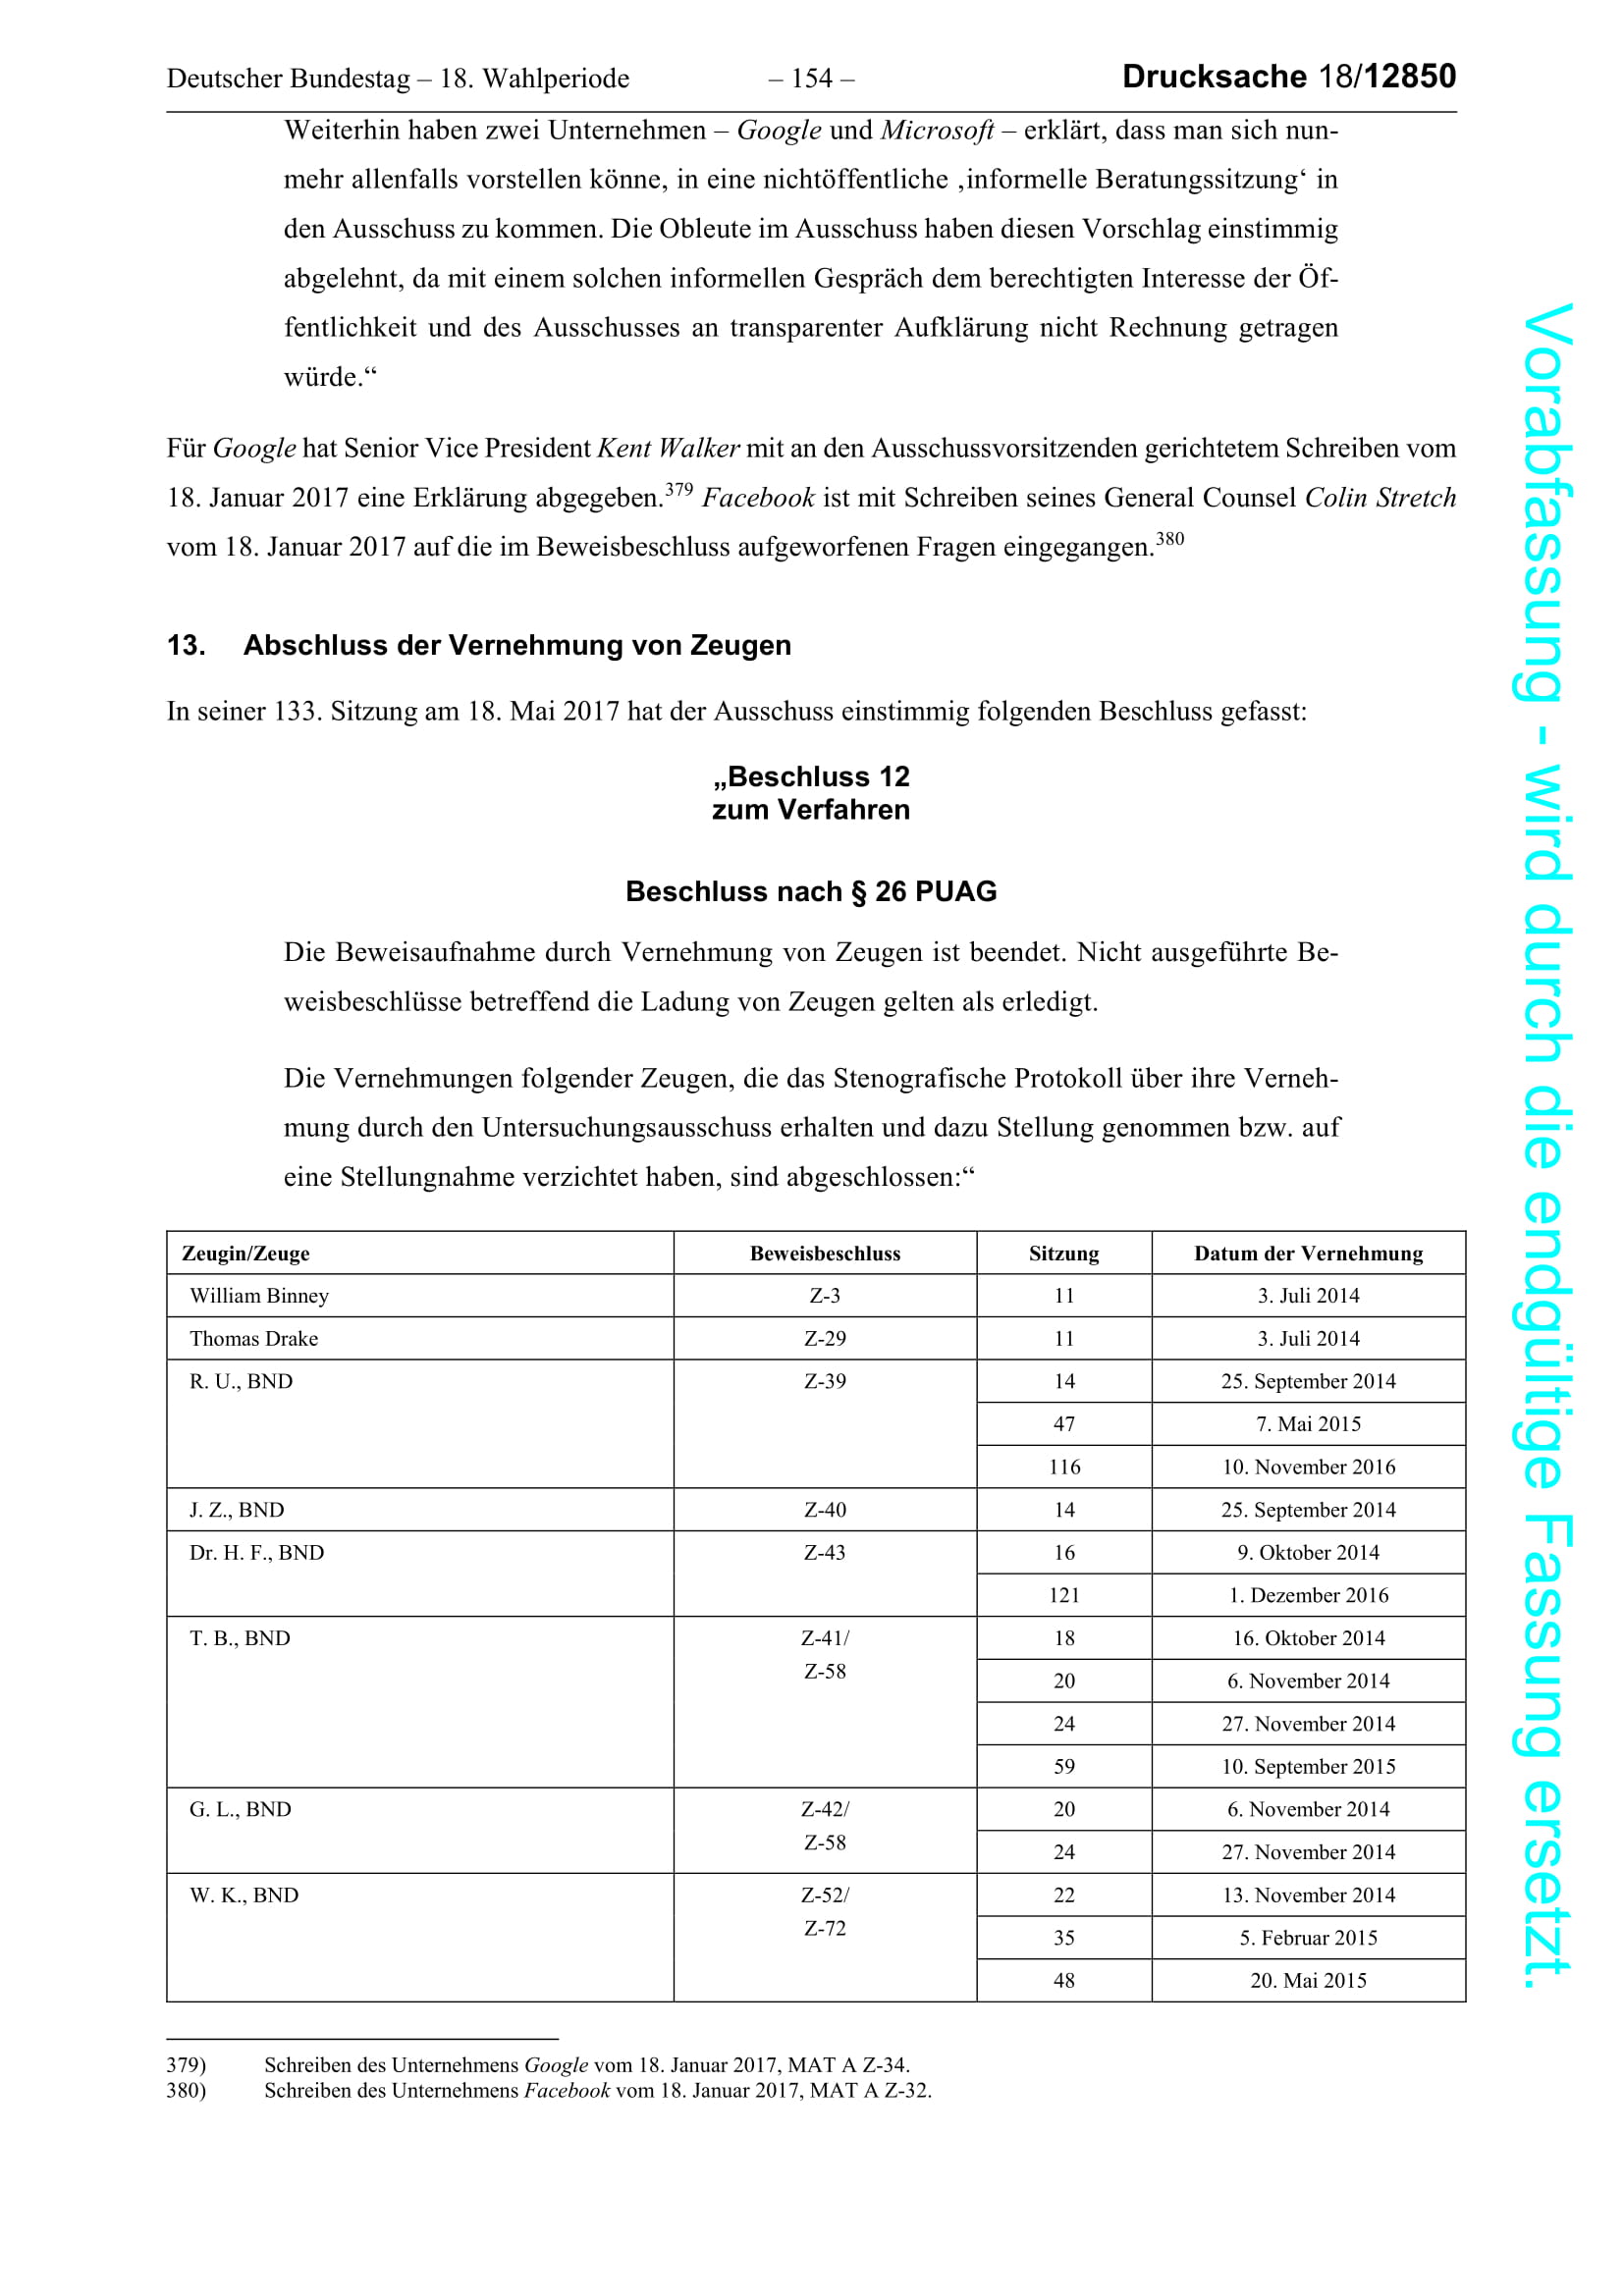 Deutscher Bundestag – 18. Wahlperiode – 154 – Drucksache 18/12850
Weiterhin haben zwei Unternehmen – Google und Microsoft – erklärt, dass man sich nun-
mehr allenfalls vorstellen könne, in eine nichtöffentliche ‚informelle Beratungssitzung‘ in
den Ausschuss zu kommen. Die Obleute im Ausschuss haben diesen Vorschlag einstimmig
abgelehnt, da mit einem solchen informellen Gespräch dem berechtigten Interesse der Öf-
fentlichkeit und des Ausschusses an transparenter Aufklärung nicht Rechnung getragen
würde.“
Für Google hat Senior Vice President Kent Walker mit an den Ausschussvorsitzenden gerichtetem Schreiben vom
18. Januar 2017 eine Erklärung abgegeben.379 Facebook ist mit Schreiben seines General Counsel Colin Stretch
vom 18. Januar 2017 auf die im Beweisbeschluss aufgeworfenen Fragen eingegangen.380
13. Abschluss der Vernehmung von Zeugen
In seiner 133. Sitzung am 18. Mai 2017 hat der Ausschuss einstimmig folgenden Beschluss gefasst:
„Beschluss 12
zum Verfahren
Beschluss nach § 26 PUAG
Die Beweisaufnahme durch Vernehmung von Zeugen ist beendet. Nicht ausgeführte Be-
weisbeschlüsse betreffend die Ladung von Zeugen gelten als erledigt.
Die Vernehmungen folgender Zeugen, die das Stenografische Protokoll über ihre Verneh-
mung durch den Untersuchungsausschuss erhalten und dazu Stellung genommen bzw. auf
eine Stellungnahme verzichtet haben, sind abgeschlossen:“
Zeugin/Zeuge Beweisbeschluss Sitzung Datum der Vernehmung
William Binney Z-3 11 3. Juli 2014
Thomas Drake Z-29 11 3. Juli 2014
R. U., BND Z-39 14 25. September 2014
47 7. Mai 2015
116 10. November 2016
J. Z., BND Z-40 14 25. September 2014
Dr. H. F., BND Z-43 16 9. Oktober 2014
121 1. Dezember 2016
T. B., BND Z-41/ 18 16. Oktober 2014
Z-58 20 6. November 2014
24 27. November 2014
59 10. September 2015
G. L., BND Z-42/ 20 6. November 2014
Z-58 24 27. November 2014
W. K., BND Z-52/ 22 13. November 2014
Z-72 35 5. Februar 2015
48 20. Mai 2015
379) Schreiben des Unternehmens Google vom 18. Januar 2017, MAT A Z-34.
380) Schreiben des Unternehmens Facebook vom 18. Januar 2017, MAT A Z-32.
Vorabfassung - wird durch die endgültige Fassung ersetzt.